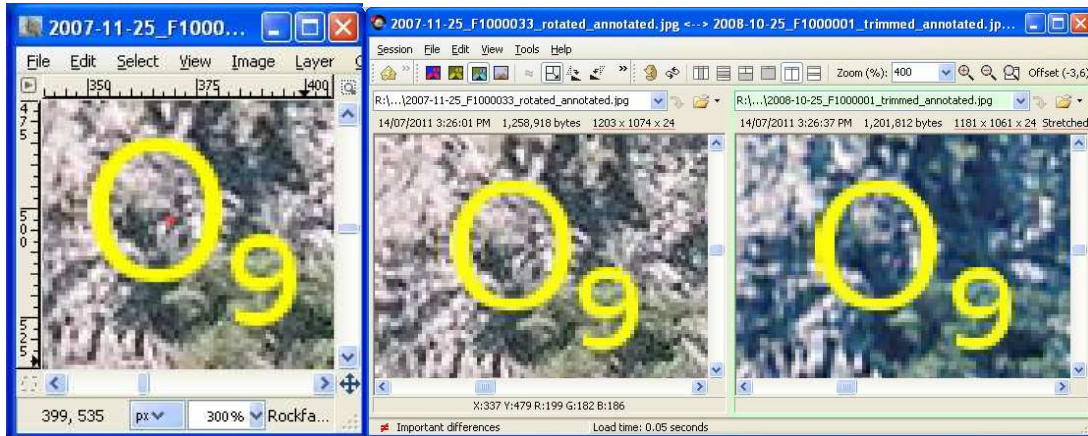 2007-11-25_F1000...
File Edit Select View Image Layer
350 375 400
475
500
525
O
9
399, 535 px 300% Rockfa...
2007-11-25_F1000033_rotated_annotated.jpg <--> 2008-10-25_F1000001_trimmed_annotated.jp...
Session File Edit View Tools Help
Zoom (%): 400 Offset (-3,6)
R:\...\2007-11-25_F1000033_rotated_annotated.jpg
14/07/2011 3:26:01 PM 1,258,918 bytes 1203 x 1074 x 24
O
9
X:337 Y:479 R:199 G:182 B:186
R:\...\2008-10-25_F1000001_trimmed_annotated.jpg
14/07/2011 3:26:37 PM 1,201,812 bytes 1181 x 1061 x 24 Stretched
O
9
Important differences Load time: 0.05 seconds